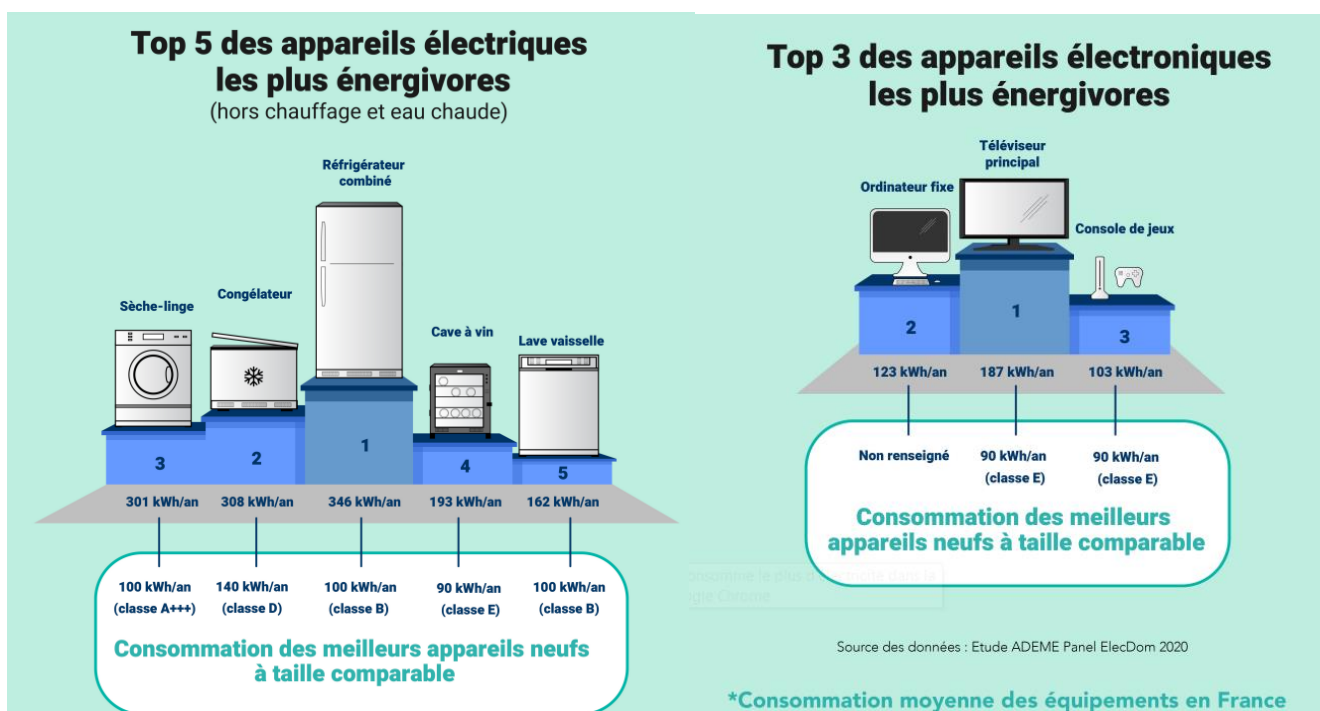 Top 5 des appareils électriques
les plus énergivores
(hors chauffage et eau chaude)
Réfrigérateur
combiné
Congélateur
Sèche-linge
Cave à vin
Lave vaisselle
3
2
1
4
5
301 kWh/an
308 kWh/an
346 kWh/an
193 kWh/an
162 kWh/an
100 kWh/an
(classe A+++)
140 kWh/an
(classe D)
100 kWh/an
(classe B)
90 kWh/an
(classe E)
100 kWh/an
(classe B)
Consommation des meilleurs appareils neufs
à taille comparable
Top 3 des appareils électroniques
les plus énergivores
Téléviseur
principal
Ordinateur fixe
Console de jeux
2
1
3
123 kWh/an
187 kWh/an
103 kWh/an
Non renseigné
90 kWh/an
(classe E)
90 kWh/an
(classe E)
Consommation des meilleurs
appareils neufs à taille comparable
Source des données : Etude ADEME Panel ElecDom 2020
*Consommation moyenne des équipements en France